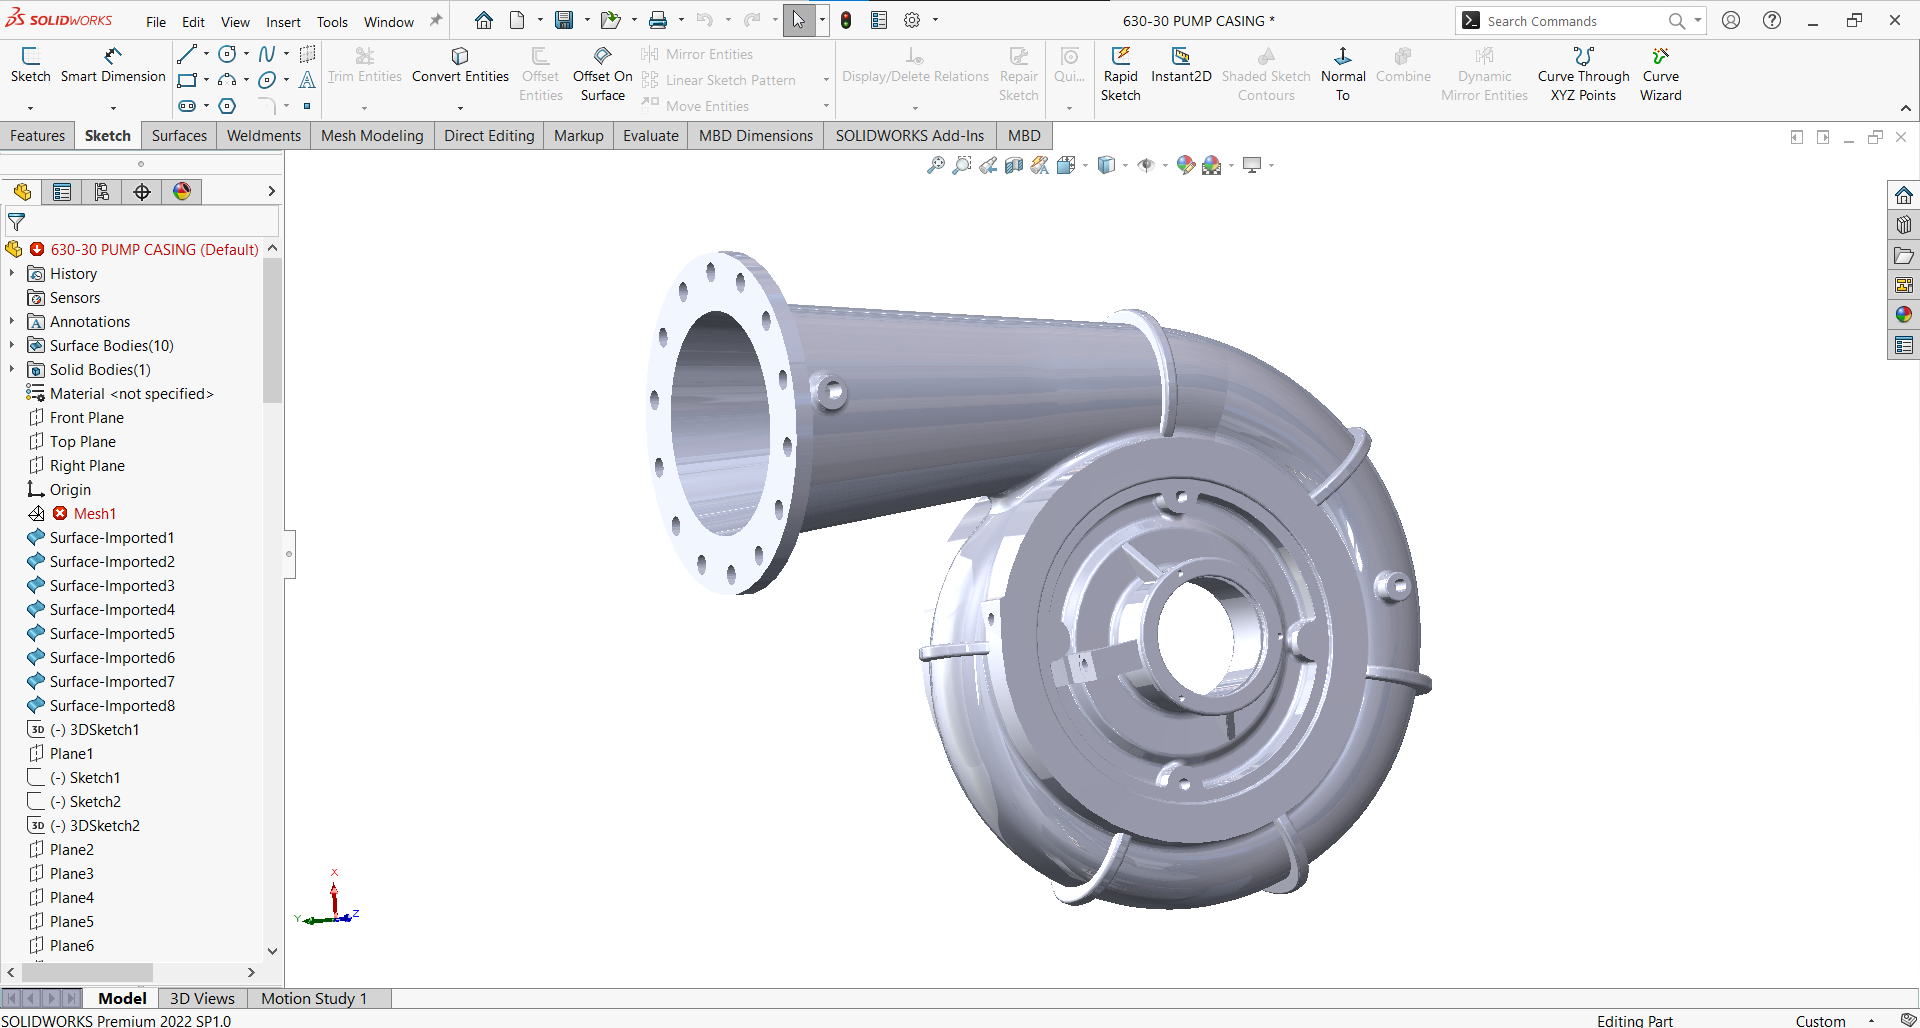 SOLIDWORKS File Edit View Insert Tools Window 630-30 PUMP CASING * Search Commands
Sketch Smart Dimension Trim Entities Convert Entities Offset Entities Offset On Surface Mirror Entities Linear Sketch Pattern Move Entities Display/Delete Relations Repair Sketch Qui... Rapid Sketch Instant2D Shaded Sketch Contours Normal To Combine Dynamic Mirror Entities Curve Through XYZ Points Curve Wizard
Features Sketch Surfaces Weldments Mesh Modeling Direct Editing Markup Evaluate MBD Dimensions SOLIDWORKS Add-Ins MBD
630-30 PUMP CASING (Default)
History
Sensors
Annotations
Surface Bodies(10)
Solid Bodies(1)
Material <not specified>
Front Plane
Top Plane
Right Plane
Origin
Mesh1
Surface-Imported1
Surface-Imported2
Surface-Imported3
Surface-Imported4
Surface-Imported5
Surface-Imported6
Surface-Imported7
Surface-Imported8
3D (-) 3DSketch1
Plane1
(-) Sketch1
(-) Sketch2
3D (-) 3DSketch2
Plane2
Plane3
Plane4
Plane5
Plane6
X
Y
Z
Model 3D Views Motion Study 1
SOLIDWORKS Premium 2022 SP1.0 Editing Part Custom